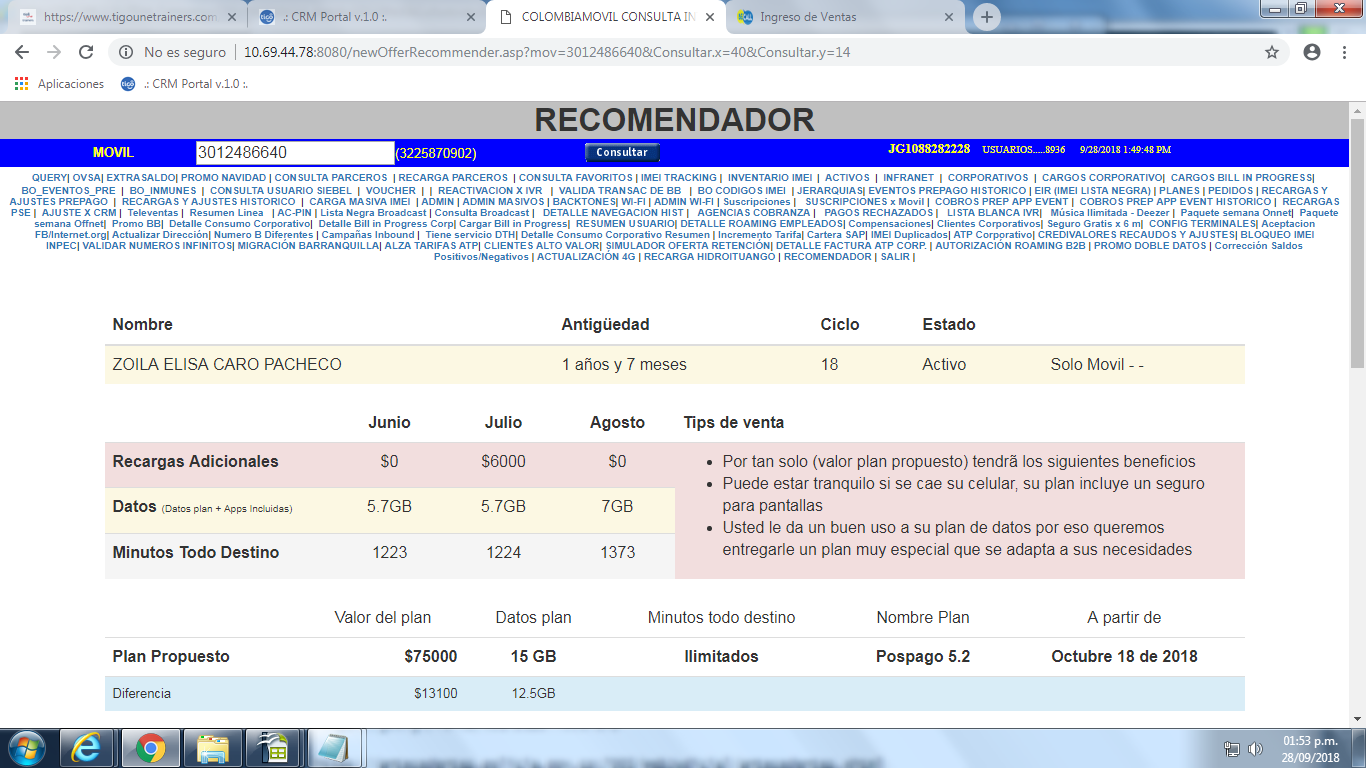 https://www.tigounetrainers.com
.: CRM Portal v.1.0 :.
COLOMBIAMOVIL CONSULTA IN
Ingreso de Ventas
No es seguro | 10.69.44.78:8080/newOfferRecommender.asp?mov=3012486640&Consultar.x=40&Consultar.y=14
Aplicaciones .: CRM Portal v.1.0 :.
RECOMENDADOR
MOVIL 3012486640 (3225870902) Consultar JG1088282228 USUARIOS.....8936 9/28/2018 1:49:48 PM
QUERY| OVSA| EXTRASALDO| PROMO NAVIDAD | CONSULTA PARCEROS | RECARGA PARCEROS | CONSULTA FAVORITOS | IMEI TRACKING | INVENTARIO IMEI | ACTIVOS | INFRANET | CORPORATIVOS | CARGOS CORPORATIVO| CARGOS BILL IN PROGRESS|
BO_EVENTOS_PRE | BO_INMUNES | CONSULTA USUARIO SIEBEL | VOUCHER | | REACTIVACION X IVR | VALIDA TRANSAC DE BB | BO CODIGOS IMEI | JERARQUIAS| EVENTOS PREPAGO HISTORICO | EIR (IMEI LISTA NEGRA) | PLANES | PEDIDOS | RECARGAS Y
AJUSTES PREPAGO | RECARGAS Y AJUSTES HISTORICO | CARGA MASIVA IMEI | ADMIN | ADMIN MASIVOS | BACKTONES| WI-FI | ADMIN WI-FI | Suscripciones | SUSCRIPCIONES x Movil | COBROS PREP APP EVENT | COBROS PREP APP EVENT HISTORICO | RECARGAS
PSE | AJUSTE X CRM | Televentas | Resumen Linea | AC-PIN | Lista Negra Broadcast | Consulta Broadcast | DETALLE NAVEGACION HIST | AGENCIAS COBRANZA | PAGOS RECHAZADOS | LISTA BLANCA IVR| Música Ilimitada - Deezer | Paquete semana Onnet| Paquete
semana Offnet| Promo BB| Detalle Consumo Corporativo| Detalle Bill in Progress Corp| Cargar Bill in Progress| RESUMEN USUARIO| DETALLE ROAMING EMPLEADOS| Compensaciones| Clientes Corporativos| Seguro Gratis x 6 m| CONFIG TERMINALES| Aceptacion
FB/Internet.org| Actualizar Dirección| Numero B Diferentes | Campañas Inbound | Tiene servicio DTH| Detalle Consumo Corporativo Resumen | Incremento Tarifa| Cartera SAP| IMEI Duplicados| ATP Corporativo| CREDIVALORES RECAUDOS Y AJUSTES| BLOQUEO IMEI
INPEC| VALIDAR NUMEROS INFINITOS| MIGRACIÓN BARRANQUILLA| ALZA TARIFAS ATP| CLIENTES ALTO VALOR| SIMULADOR OFERTA RETENCIÓN| DETALLE FACTURA ATP CORP. | AUTORIZACIÓN ROAMING B2B | PROMO DOBLE DATOS | Corrección Saldos
Positivos/Negativos | ACTUALIZACIÓN 4G | RECARGA HIDROITUANGO | RECOMENDADOR | SALIR |
Nombre Antigüedad Ciclo Estado
ZOILA ELISA CARO PACHECO 1 años y 7 meses 18 Activo Solo Movil - -
Junio Julio Agosto Tips de venta
Recargas Adicionales $0 $6000 $0
• Por tan solo (valor plan propuesto) tendrã los siguientes beneficios
• Puede estar tranquilo si se cae su celular, su plan incluye un seguro
para pantallas
Datos (Datos plan + Apps Incluidas) 5.7GB 5.7GB 7GB
• Usted le da un buen uso a su plan de datos por eso queremos
entregarle un plan muy especial que se adapta a sus necesidades
Minutos Todo Destino 1223 1224 1373
Valor del plan Datos plan Minutos todo destino Nombre Plan A partir de
Plan Propuesto $75000 15 GB Ilimitados Pospago 5.2 Octubre 18 de 2018
Diferencia $13100 12.5GB
01:53 p.m.
28/09/2018